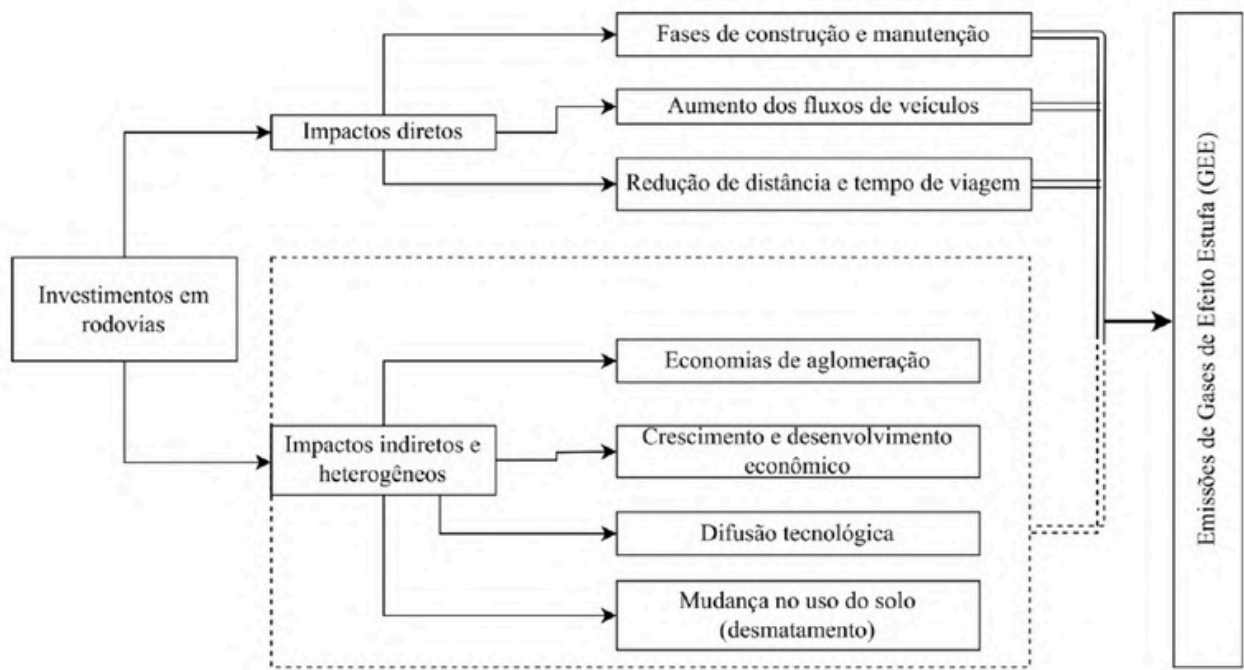 Fases de construção e manutenção
Aumento dos fluxos de veículos
Impactos diretos
Redução de distância e tempo de viagem
Investimentos em
rodovias
Economias de aglomeração
Impactos indiretos e
heterogêneos
Crescimento e desenvolvimento
econômico
Difusão tecnológica
Mudança no uso do solo
(desmatamento)
Emissões de Gases de Efeito Estufa (GEE)